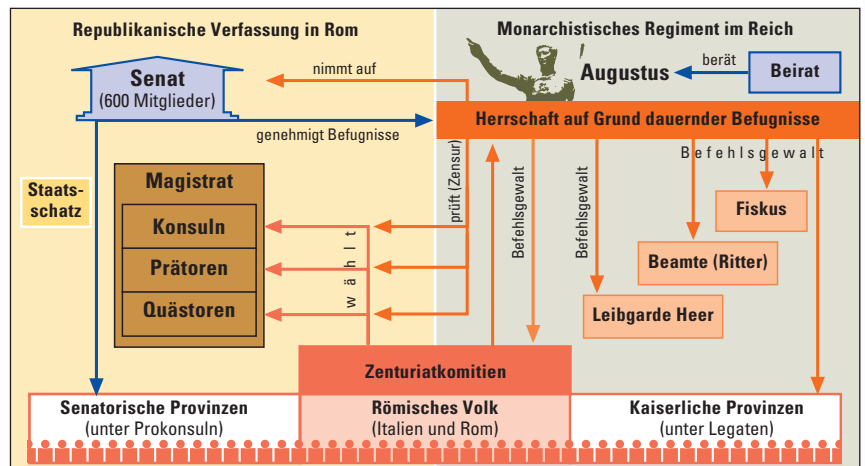 Republikanische Verfassung in Rom
Monarchistisches Regiment im Reich
Senat
(600 Mitglieder)
nimmt auf
Augustus
berät
Beirat
genehmigt Befugnisse
Herrschaft auf Grund dauernder Befugnisse
Staats-
schatz
Magistrat
Konsuln
Prätoren
Quästoren
wählt
prüft (Zensur)
Befehlsgewalt
Befehlsgewalt
Befehlsgewalt
Fiskus
Beamte (Ritter)
Leibgarde Heer
Zenturiatkomitien
Senatorische Provinzen
(unter Prokonsuln)
Römisches Volk
(Italien und Rom)
Kaiserliche Provinzen
(unter Legaten)